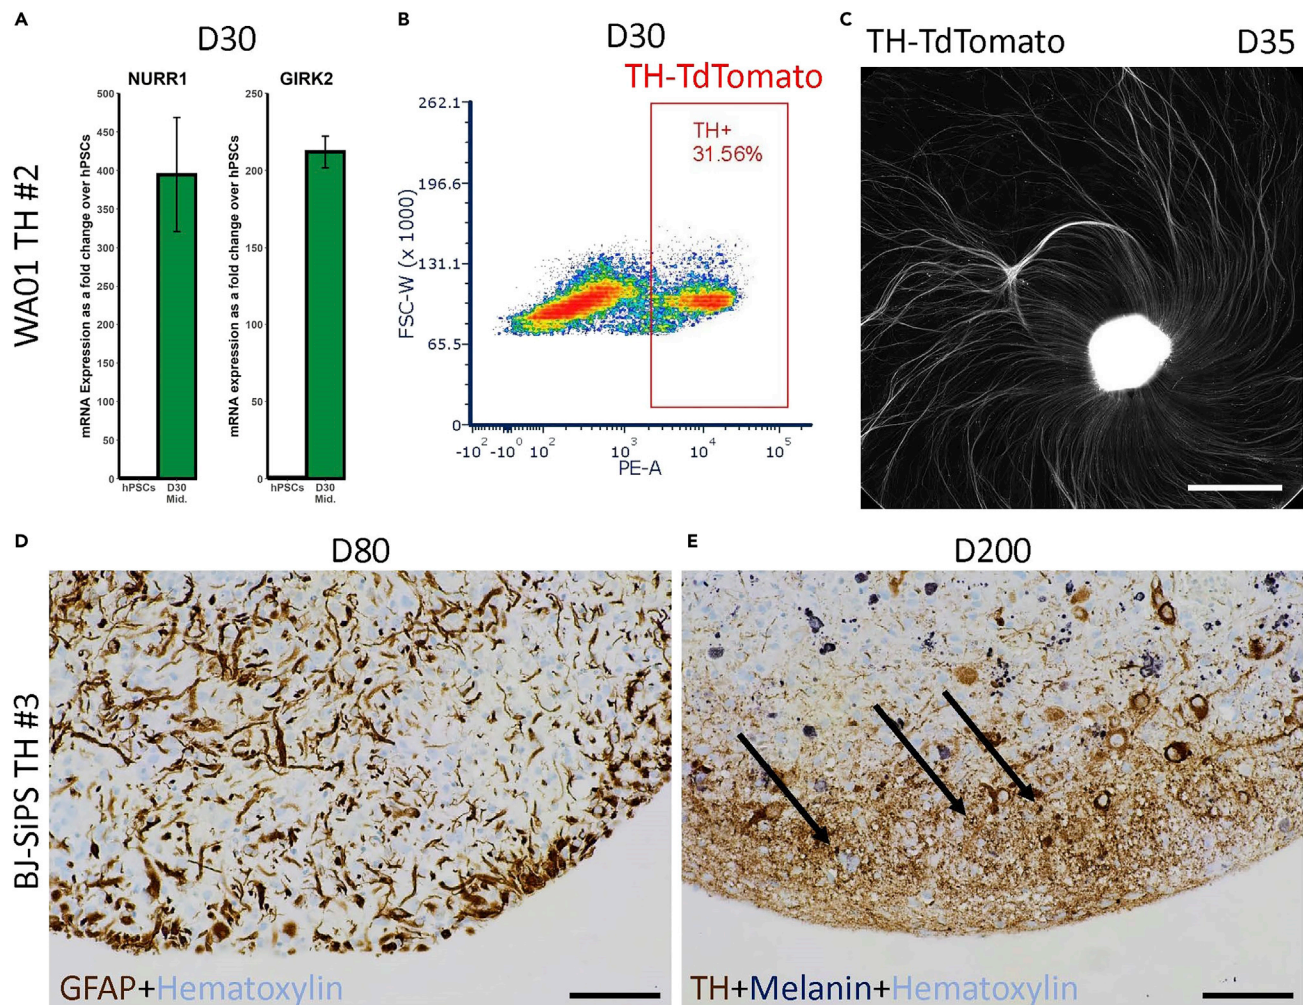 A
D30
NURR1
GIRK2
mRNA Expression as a fold change over hPSCs
500
450
400
350
300
250
200
150
100
50
0
hPSCs
D30
Mid.
mRNA expression as a fold change over hPSCs
250
200
150
100
50
0
hPSCs
D30
Mid.
WA01 TH #2
B
D30
TH-TdTomato
TH+
31.56%
FSC-W (x 1000)
262.1
196.6
131.1
65.5
0
-10² -10⁰ 10² 10³ 10⁴ 10⁵
PE-A
C
TH-TdTomato D35
D
D80
BJ-SiPS TH #3
GFAP+Hematoxylin
E
D200
TH+Melanin+Hematoxylin